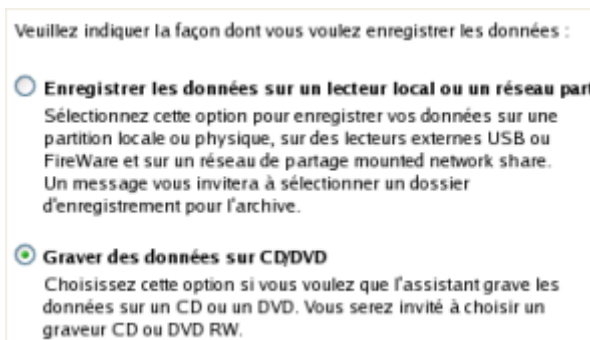 Veuillez indiquer la façon dont vous voulez enregistrer les données :
Enregistrer les données sur un lecteur local ou un réseau part
Sélectionnez cette option pour enregistrer vos données sur une
partition locale ou physique, sur des lecteurs externes USB ou
FireWare et sur un réseau de partage mounted network share.
Un message vous invitera à sélectionner un dossier
d'enregistrement pour l'archive.
Graver des données sur CD/DVD
Choisissez cette option si vous voulez que l'assistant grave les
données sur un CD ou un DVD. Vous serez invité à choisir un
graveur CD ou DVD RW.